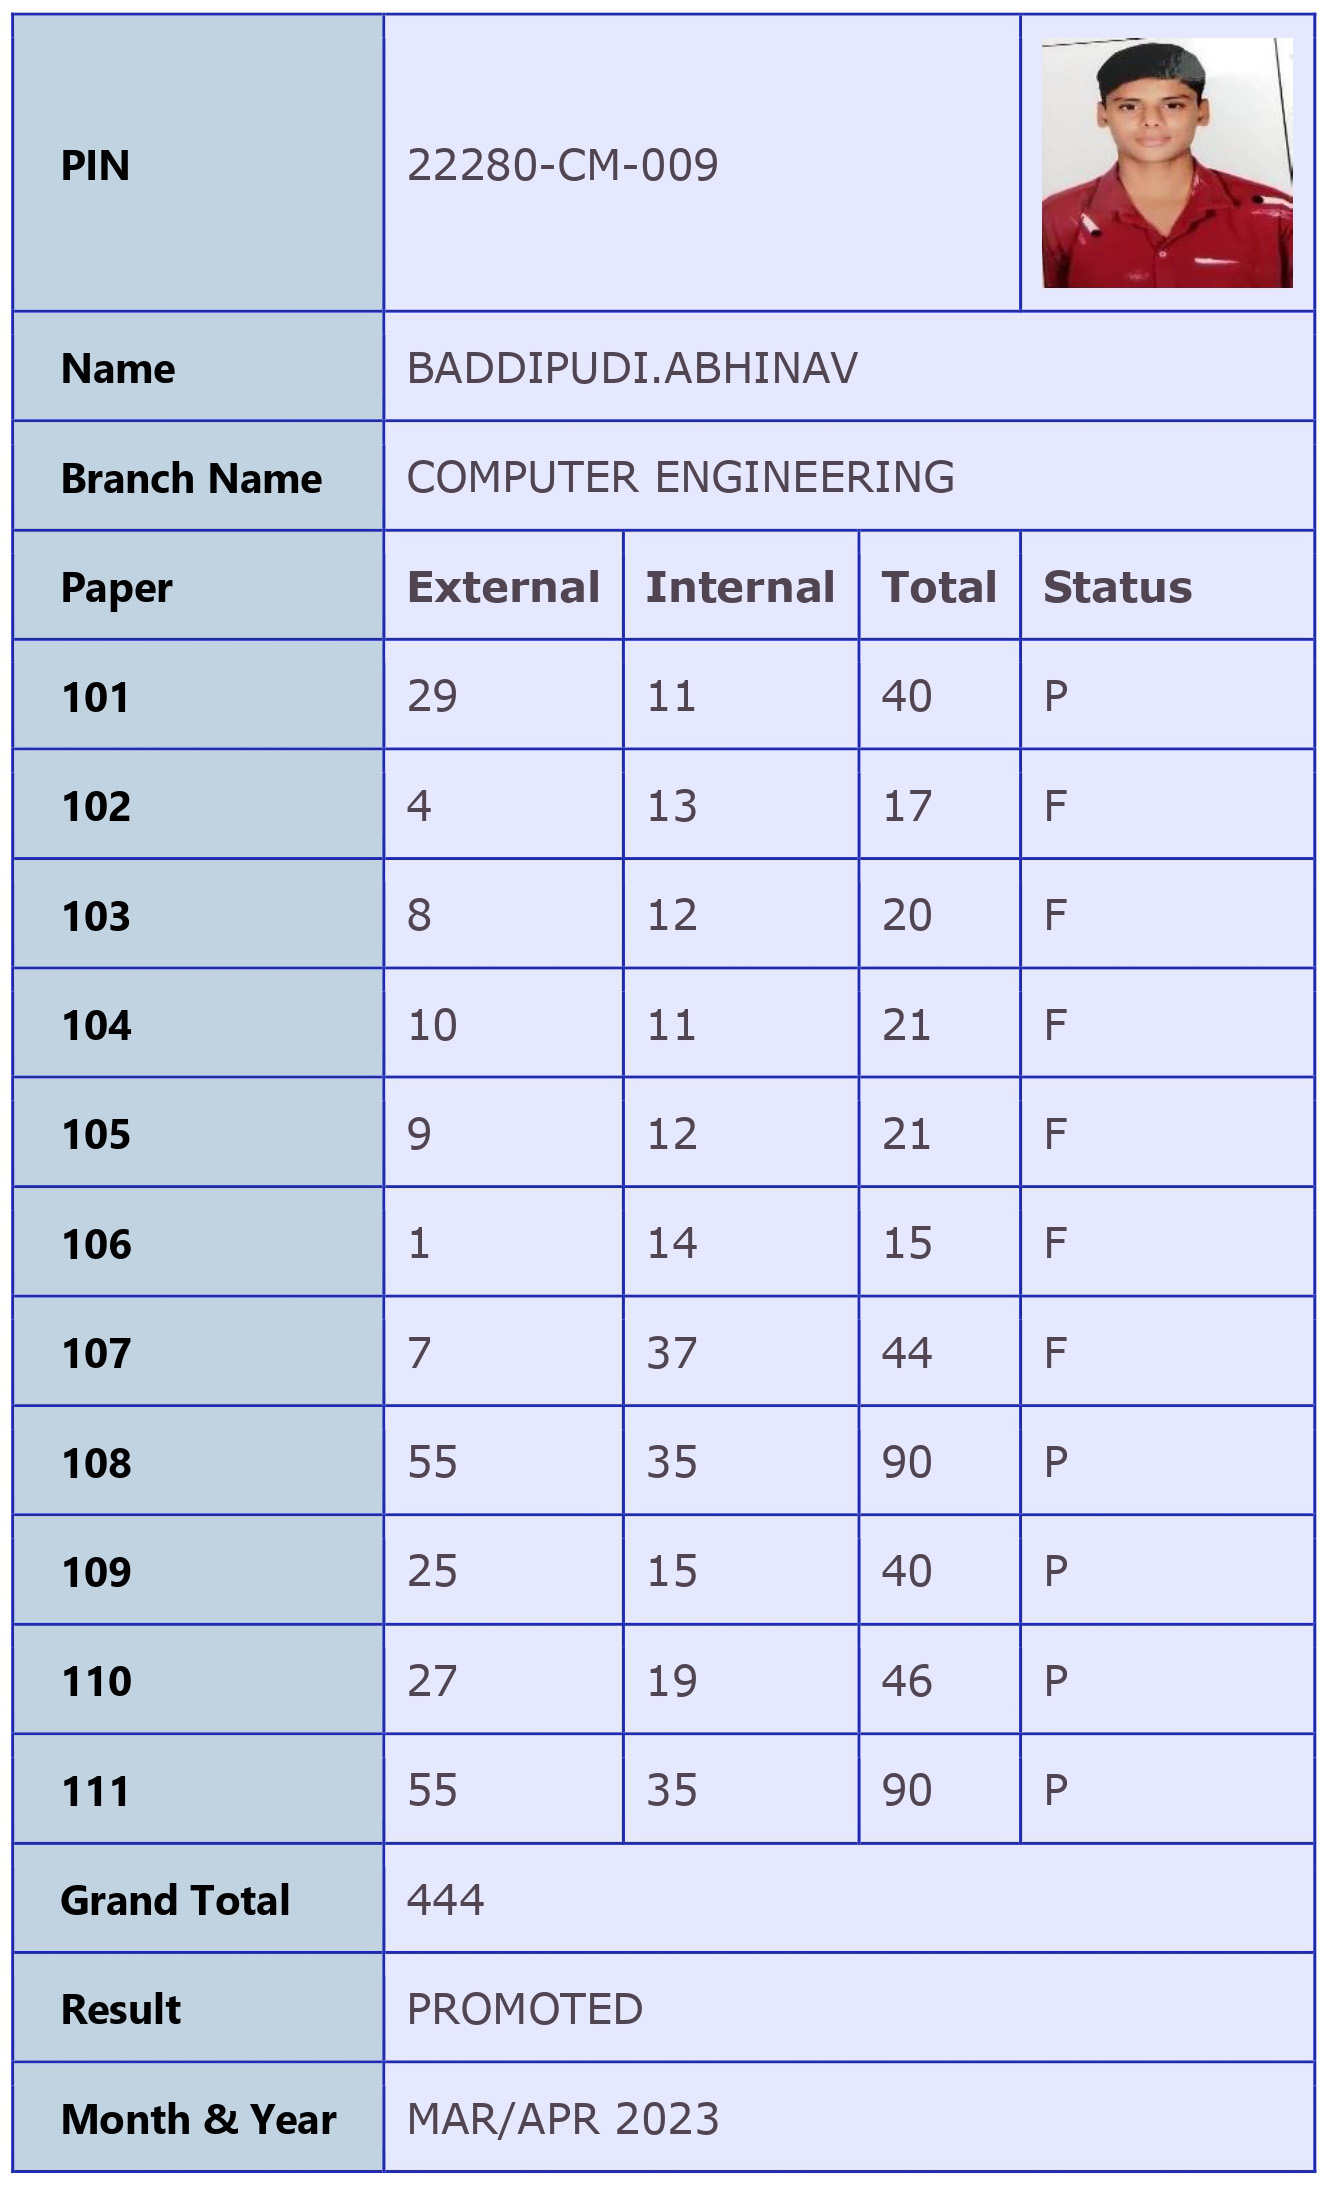 PIN 22280-CM-009
Name BADDIPUDI.ABHINAV
Branch Name COMPUTER ENGINEERING
Paper External Internal Total Status
101 29 11 40 P
102 4 13 17 F
103 8 12 20 F
104 10 11 21 F
105 9 12 21 F
106 1 14 15 F
107 7 37 44 F
108 55 35 90 P
109 25 15 40 P
110 27 19 46 P
111 55 35 90 P
Grand Total 444
Result PROMOTED
Month & Year MAR/APR 2023